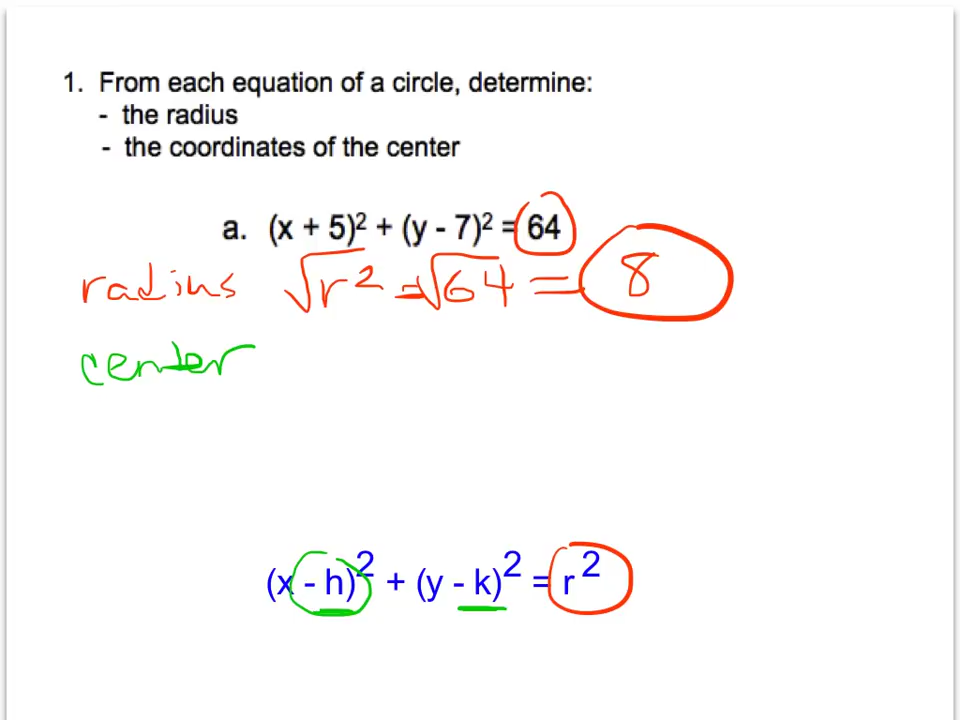 1. From each equation of a circle, determine:
- the radius
- the coordinates of the center
a. (x + 5)² + (y - 7)² = 64
radius √r² = √64 = 8
center
(x - h)² + (y - k)² = r²